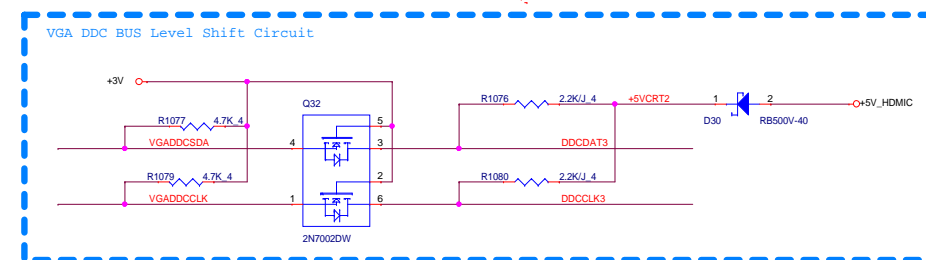 VGA DDC BUS Level Shift Circuit
+3V
Q32
R1076 2.2K/J_4 +5VCRT2 1 2 +5V_HDMIC
R1077 4.7K_4 5 D30 RB500V-40
VGADDCSDA 4 3 DDCDAT3
R1079 4.7K_4 2 R1080 2.2K/J_4
VGADDCCLK 1 6 DDCCLK3
2N7002DW